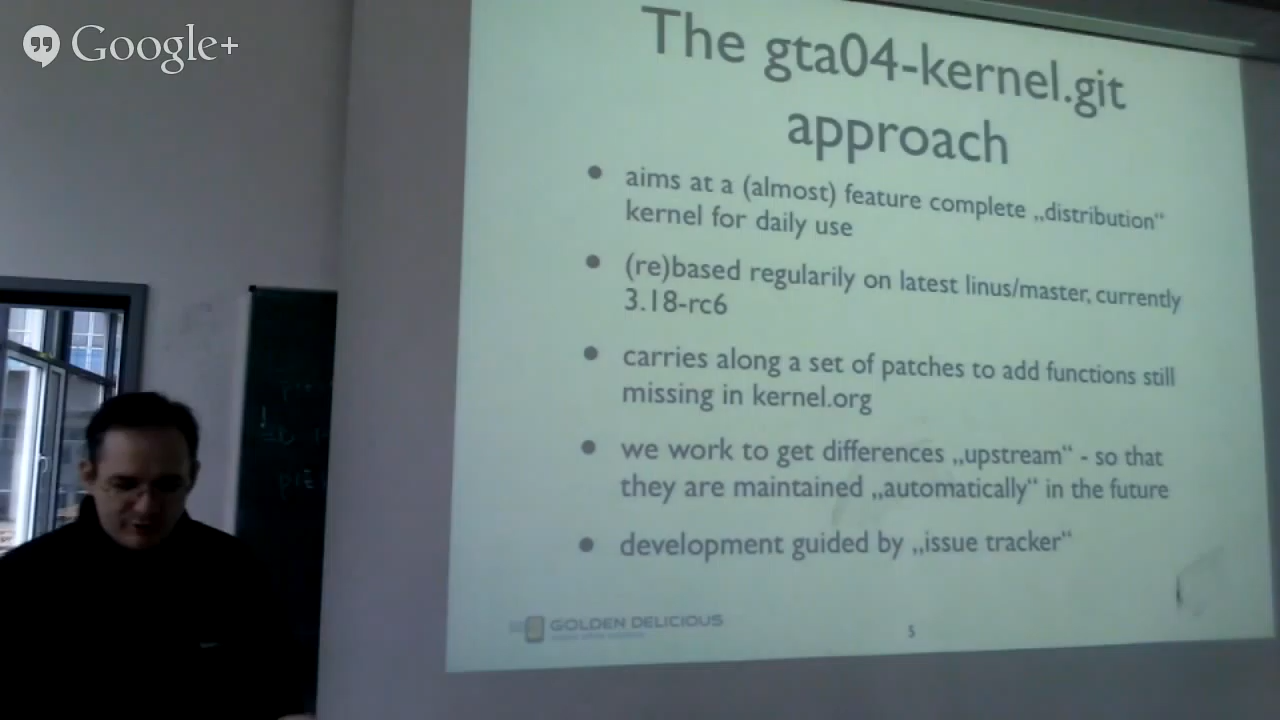 Google+
The gta04-kernel.git
approach
• aims at a (almost) feature complete „distribution“
kernel for daily use
• (re)based regularily on latest linus/master, currently
3.18-rc6
• carries along a set of patches to add functions still
missing in kernel.org
• we work to get differences „upstream“ - so that
they are maintained „automatically“ in the future
• development guided by „issue tracker“
GOLDEN DELICIOUS
5